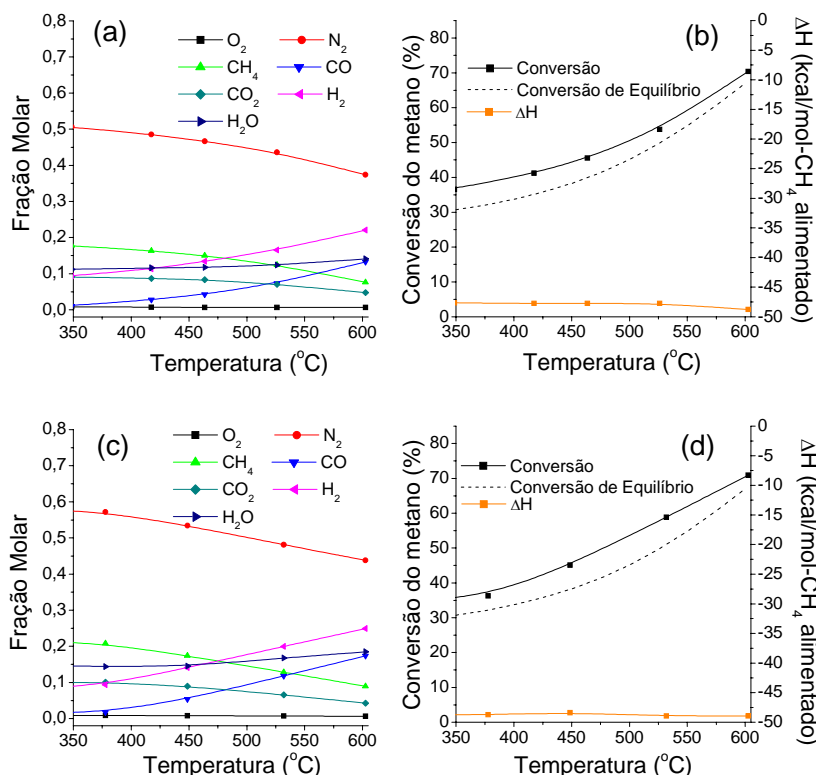 (a)
O2
N2
CH4
CO
CO2
H2
H2O
0,8
0,7
0,6
0,5
0,4
0,3
0,2
0,1
0,0
Fração Molar
350 400 450 500 550 600
Temperatura (°C)
(b)
Conversão
Conversão de Equilíbrio
ΔH
80
70
60
50
40
30
20
10
0
Conversão do metano (%)
0
-5
-10
-15
-20
-25
-30
-35
-40
-45
-50
ΔH (kcal/mol-CH4 alimentado)
350 400 450 500 550 600
Temperatura (°C)
(c)
O2
N2
CH4
CO
CO2
H2
H2O
0,8
0,7
0,6
0,5
0,4
0,3
0,2
0,1
0,0
Fração Molar
350 400 450 500 550 600
Temperatura (°C)
(d)
Conversão
Conversão de Equilíbrio
ΔH
80
70
60
50
40
30
20
10
0
Conversão do metano (%)
0
-5
-10
-15
-20
-25
-30
-35
-40
-45
-50
ΔH (kcal/mol-CH4 alimentado)
350 400 450 500 550 600
Temperatura (°C)